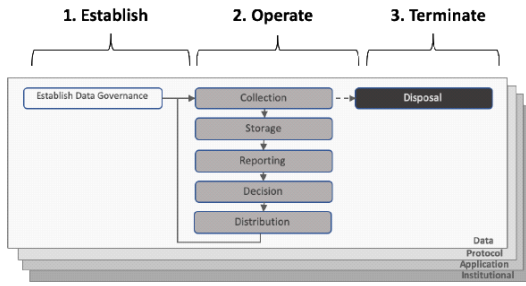 1. Establish 2. Operate 3. Terminate
Establish Data Governance Collection Disposal
Storage
Reporting
Decision
Distribution
Data
Protocol
Application
Institutional